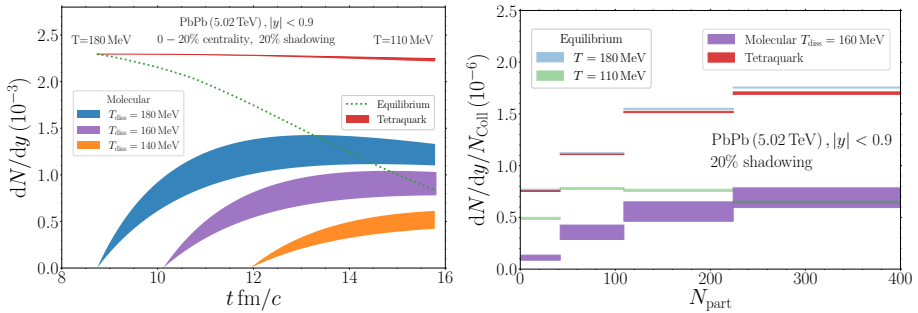 PbPb (5.02 TeV) , |y| < 0.9
T=180 MeV 0 − 20% centrality, 20% shadowing T=110 MeV
Molecular
T_diss = 180 MeV
T_diss = 160 MeV
T_diss = 140 MeV
Equilibrium
Tetraquark
dN/dy (10^−3)
2.5
2.0
1.5
1.0
0.5
0.0
8 10 12 14 16
t fm/c
Equilibrium
T = 180 MeV
T = 110 MeV
Molecular T_diss = 160 MeV
Tetraquark
PbPb (5.02 TeV) , |y| < 0.9
20% shadowing
dN/dy/N_Coll (10^−6)
2.5
2.0
1.5
1.0
0.5
0.0
0 100 200 300 400
N_part